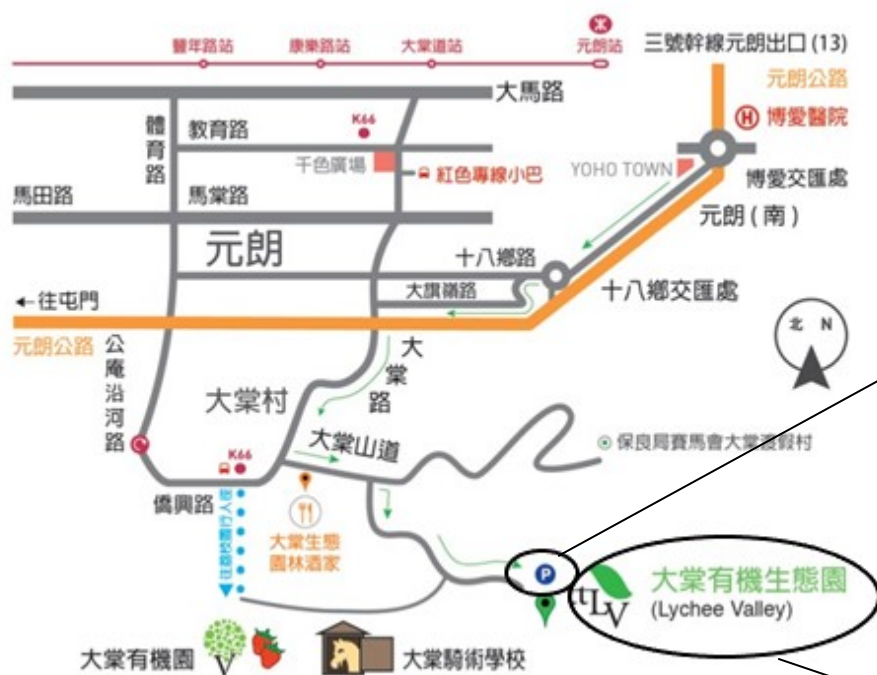 豐年路站
康樂路站
大棠道站
元朗站
三號幹線元朗出口 (13)
元朗公路
大馬路
博愛醫院
體育路
教育路
K66
千色廣場
紅色專線小巴
YOHO TOWN
博愛交匯處
馬田路
馬棠路
元朗 ( 南 )
元朗
十八鄉路
大旗嶺路
十八鄉交匯處
←往屯門
元朗公路
北 N
公庵沿河路
大棠路
大棠村
大棠山道
保良局賽馬會大棠渡假村
K66
僑興路
大棠生態
園林酒家
P
ttLV
大棠有機生態園
(Lychee Valley)
大棠有機園
大棠騎術學校